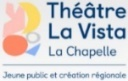 Théâtre
La Vista
La Chapelle
Jeune public et création régionale